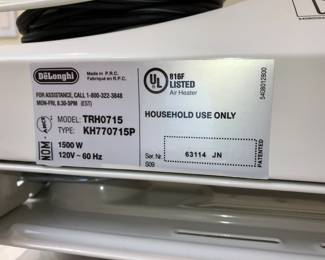 DeLonghi
Made in P.R.C.
Fabriqué en R.P.C.
FOR ASSISTANCE, CALL 1-800-322-3848
MON-FRI, 8.30-5PM (EST)
MODEL: TRH0715
TYPE: KH770715P
NOM
1500 W
120V ~ 60 Hz
UL
816F
LISTED
Air Heater
HOUSEHOLD USE ONLY
Ser. Nr.
63114 JN
S09
PATENTED